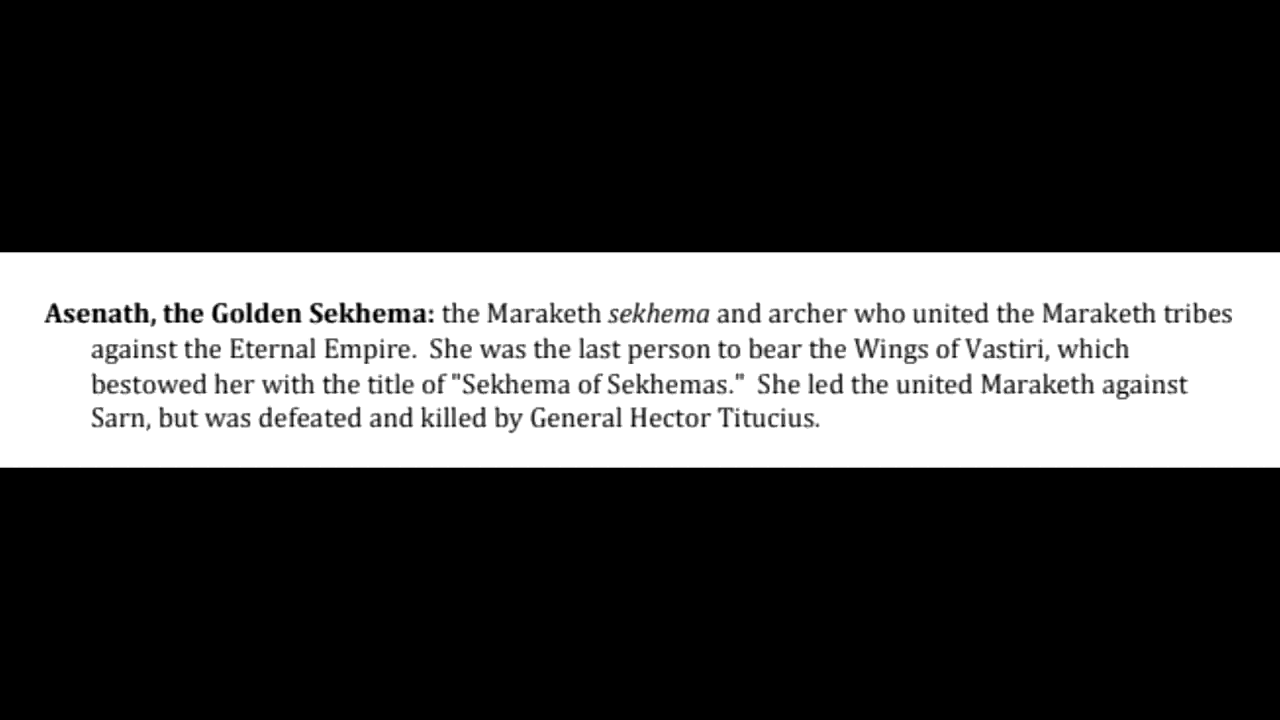 Asenath, the Golden Sekhema: the Maraketh sekhema and archer who united the Maraketh tribes
against the Eternal Empire.  She was the last person to bear the Wings of Vastiri, which
bestowed her with the title of "Sekhema of Sekhemas."  She led the united Maraketh against
Sarn, but was defeated and killed by General Hector Titucius.